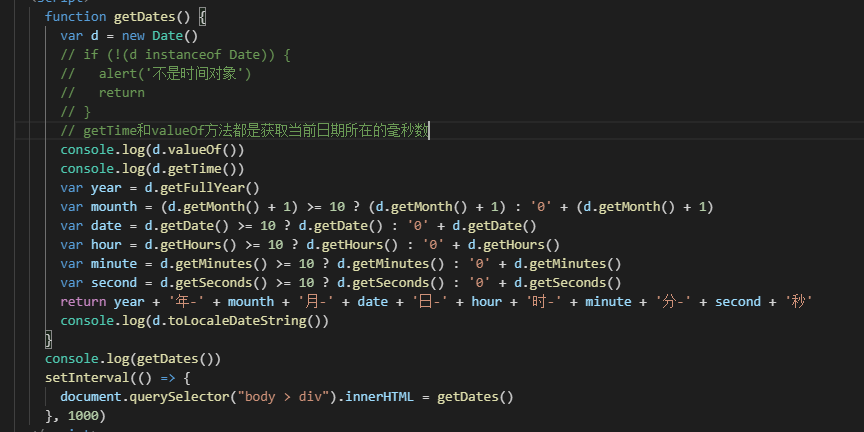 <script>
function getDates() {
var d = new Date()
// if (!(d instanceof Date)) {
//   alert('不是时间对象')
//   return
// }
// getTime和valueOf方法都是获取当前日期所在的毫秒数
console.log(d.valueOf())
console.log(d.getTime())
var year = d.getFullYear()
var mounth = (d.getMonth() + 1) >= 10 ? (d.getMonth() + 1) : '0' + (d.getMonth() + 1)
var date = d.getDate() >= 10 ? d.getDate() : '0' + d.getDate()
var hour = d.getHours() >= 10 ? d.getHours() : '0' + d.getHours()
var minute = d.getMinutes() >= 10 ? d.getMinutes() : '0' + d.getMinutes()
var second = d.getSeconds() >= 10 ? d.getSeconds() : '0' + d.getSeconds()
return year + '年-' + mounth + '月-' + date + '日-' + hour + '时-' + minute + '分-' + second + '秒'
console.log(d.toLocaleDateString())
}
console.log(getDates())
setInterval(() => {
document.querySelector("body > div").innerHTML = getDates()
}, 1000)